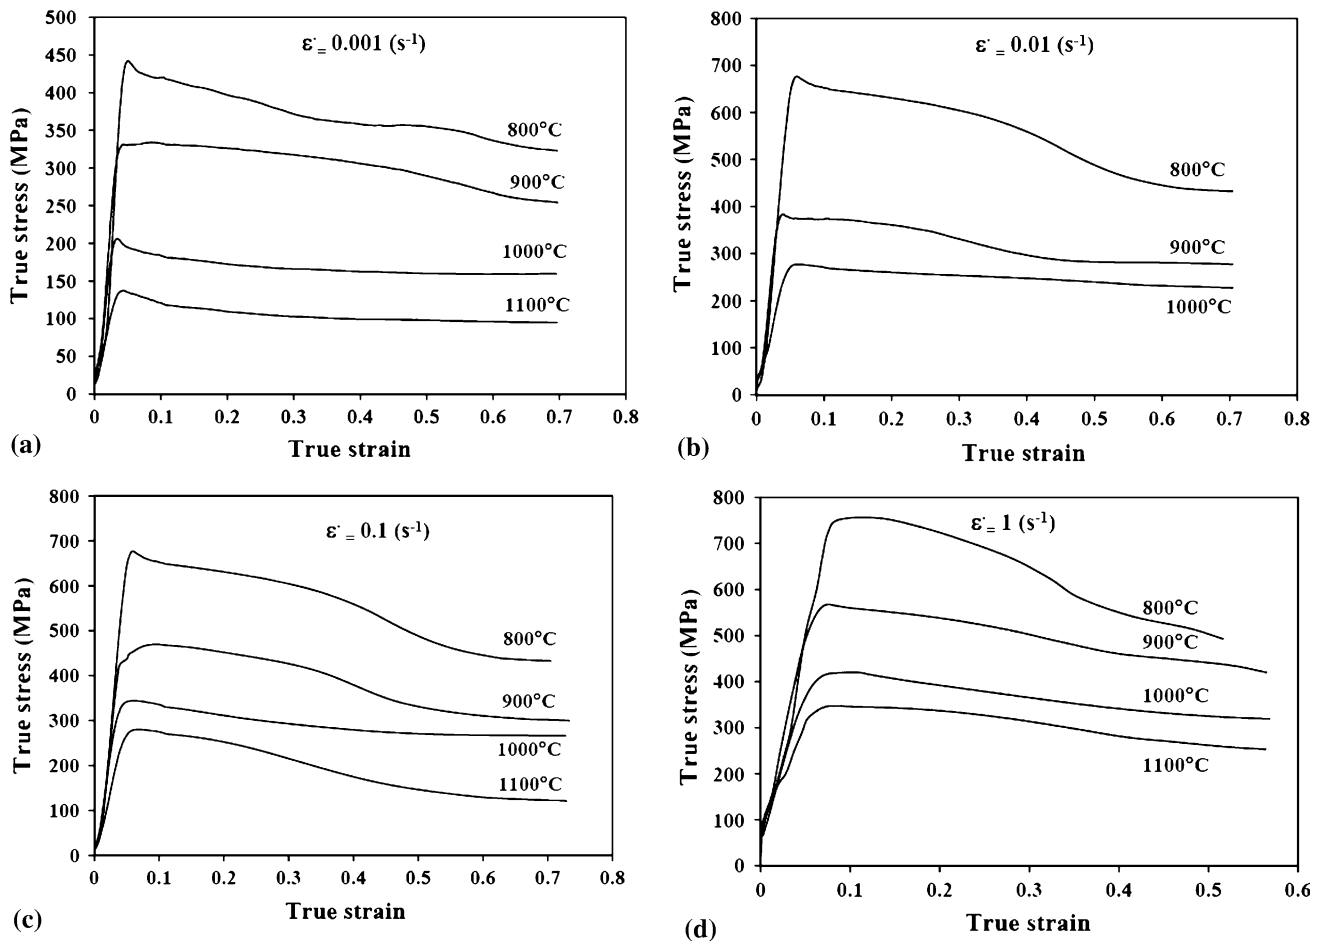 500
450
400
350
300
250
200
150
100
50
0
True stress (MPa)
ε˙= 0.001 (s-1)
800°C
900°C
1000°C
1100°C
0 0.1 0.2 0.3 0.4 0.5 0.6 0.7 0.8
True strain
(a)
800
700
600
500
400
300
200
100
0
True stress (MPa)
ε˙= 0.01 (s-1)
800°C
900°C
1000°C
0 0.1 0.2 0.3 0.4 0.5 0.6 0.7 0.8
True strain
(b)
800
700
600
500
400
300
200
100
0
True stress (MPa)
ε˙= 0.1 (s-1)
800°C
900°C
1000°C
1100°C
0 0.1 0.2 0.3 0.4 0.5 0.6 0.7 0.8
True strain
(c)
800
700
600
500
400
300
200
100
0
True stress (MPa)
ε˙= 1 (s-1)
800°C
900°C
1000°C
1100°C
0 0.1 0.2 0.3 0.4 0.5 0.6
True strain
(d)